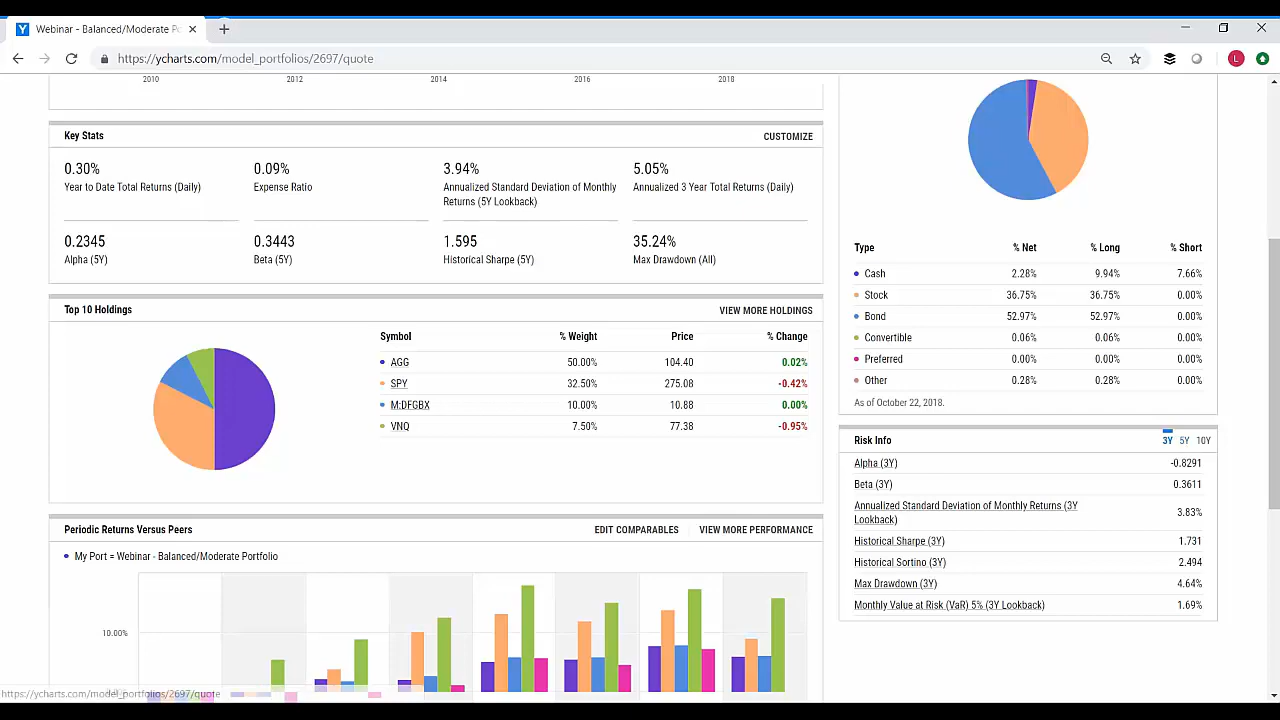 Webinar - Balanced/Moderate Po
https://ycharts.com/model_portfolios/2697/quote
L
2010 2012 2014 2016 2018
Key Stats CUSTOMIZE
0.30% 0.09% 3.94% 5.05%
Year to Date Total Returns (Daily) Expense Ratio Annualized Standard Deviation of Monthly Returns (5Y Lookback) Annualized 3 Year Total Returns (Daily)
0.2345 0.3443 1.595 35.24%
Alpha (5Y) Beta (5Y) Historical Sharpe (5Y) Max Drawdown (All)
Top 10 Holdings VIEW MORE HOLDINGS
Symbol % Weight Price % Change
AGG 50.00% 104.40 0.02%
SPY 32.50% 275.08 -0.42%
M:DFGBX 10.00% 10.88 0.00%
VNQ 7.50% 77.38 -0.95%
Periodic Returns Versus Peers EDIT COMPARABLES VIEW MORE PERFORMANCE
My Port = Webinar - Balanced/Moderate Portfolio
10.00%
Type % Net % Long % Short
Cash 2.28% 9.94% 7.66%
Stock 36.75% 36.75% 0.00%
Bond 52.97% 52.97% 0.00%
Convertible 0.06% 0.06% 0.00%
Preferred 0.00% 0.00% 0.00%
Other 0.28% 0.28% 0.00%
As of October 22, 2018.
Risk Info 3Y 5Y 10Y
Alpha (3Y) -0.8291
Beta (3Y) 0.3611
Annualized Standard Deviation of Monthly Returns (3Y
Lookback) 3.83%
Historical Sharpe (3Y) 1.731
Historical Sortino (3Y) 2.494
Max Drawdown (3Y) 4.64%
Monthly Value at Risk (VaR) 5% (3Y Lookback) 1.69%
https://ycharts.com/model_portfolios/2697/quote